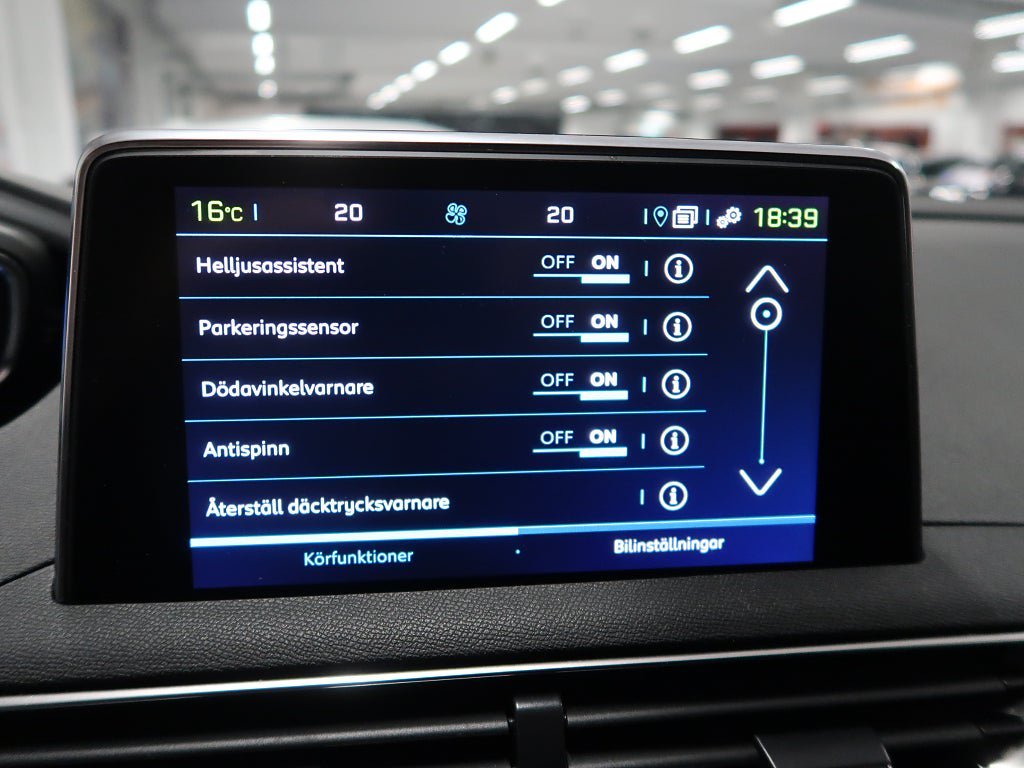 16°C 20 20 18:39
Helljusassistent OFF ON
Parkeringssensor OFF ON
Dödavinkelvarnare OFF ON
Antispinn OFF ON
Återställ däcktrycksvarnare
Körfunktioner Bilinställningar